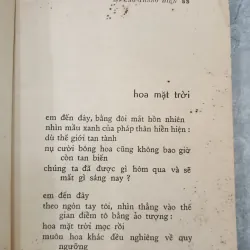 65
hoa mặt trời
em đến đây, bằng đôi mắt hồn nhiên
nhìn mầu xanh của pháp thân hiển hiện :
dù thế giới tan tành
nụ cười bông hoa cũng không bao giờ
còn tan biến
chúng ta đã được gì hôm qua và sẽ
mất gì sáng nay ?
em đến đây
theo ngón tay tôi, nhìn thẳng vào thế
gian điểm tô bằng ảo tượng :
hoa mặt trời mọc rồi
muôn hoa khác đều nghiêng về quy
ngưỡng